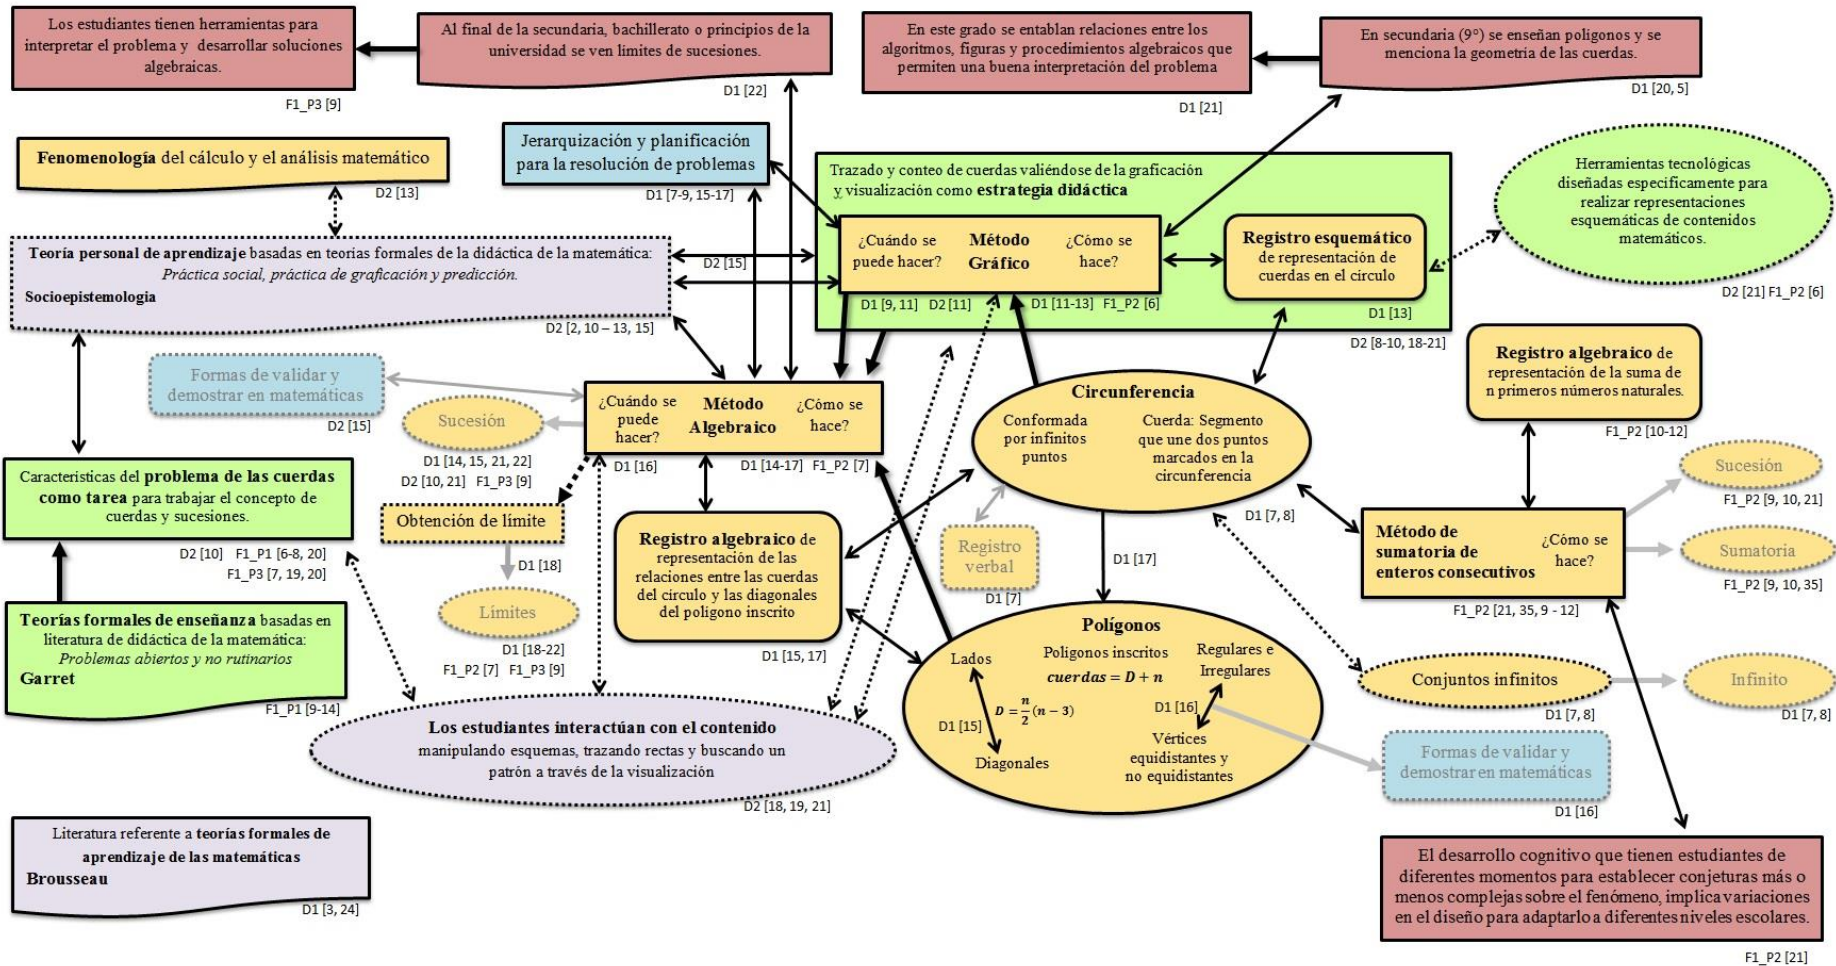 Los estudiantes tienen herramientas para
interpretar el problema y desarrollar soluciones
algebraicas.
F1_P3 [9]
Al final de la secundaria, bachillerato o principios de la
universidad se ven límites de sucesiones.
D1 [22]
En este grado se entablan relaciones entre los
algoritmos, figuras y procedimientos algebraicos que
permiten una buena interpretación del problema
D1 [21]
En secundaria (9°) se enseñan polígonos y se
menciona la geometría de las cuerdas.
D1 [20, 5]
Fenomenología del cálculo y el análisis matemático
D2 [13]
Jerarquización y planificación
para la resolución de problemas
D1 [7-9, 15-17]
Trazado y conteo de cuerdas valiéndose de la graficación
y visualización como estrategia didáctica
¿Cuándo se
puede hacer?
Método
Gráfico
¿Cómo se
hace?
D1 [9, 11] D2 [11] D1 [11-13] F1_P2 [6]
Registro esquemático
de representación de
cuerdas en el círculo
D1 [13]
D2 [8-10, 18-21]
Herramientas tecnológicas
diseñadas específicamente para
realizar representaciones
esquemáticas de contenidos
matemáticos.
D2 [21] F1_P2 [6]
Teoría personal de aprendizaje basadas en teorías formales de la didáctica de la matemática:
Práctica social, práctica de graficación y predicción.
Socioepistemología
D2 [2, 10 – 13, 15]
D2 [15]
Formas de validar y
demostrar en matemáticas
D2 [15]
Sucesión
D1 [14, 15, 21, 22]
D2 [10, 21] F1_P3 [9]
¿Cuándo se
puede
hacer?
Método
Algebraico
¿Cómo se
hace?
D1 [16] D1 [14-17] F1_P2 [7]
Circunferencia
Conformada
por infinitos
puntos
Cuerda: Segmento
que une dos puntos
marcados en la
circunferencia
D1 [7, 8]
Registro algebraico de
representación de la suma de
n primeros números naturales.
F1_P2 [10-12]
Características del problema de las cuerdas
como tarea para trabajar el concepto de
cuerdas y sucesiones.
D2 [10] F1_P1 [6-8, 20]
F1_P3 [7, 19, 20]
Obtención de límite
D1 [18]
Límites
D1 [18-22]
F1_P2 [7] F1_P3 [9]
Registro algebraico de
representación de las
relaciones entre las cuerdas
del círculo y las diagonales
del polígono inscrito
D1 [15, 17]
Registro
verbal
D1 [7]
D1 [17]
Método de
sumatoria de
enteros consecutivos
¿Cómo se
hace?
F1_P2 [21, 35, 9 - 12]
Sucesión
F1_P2 [9, 10, 21]
Sumatoria
F1_P2 [9, 10, 35]
Teorías formales de enseñanza basadas en
literatura de didáctica de la matemática:
Problemas abiertos y no rutinarios
Garret
F1_P1 [9-14]
Polígonos
Lados
D1 [15]
Diagonales
Polígonos inscritos
cuerdas = D + n
D = n/2 (n − 3)
Regulares e
Irregulares
D1 [16]
Vértices
equidistantes y
no equidistantes
Conjuntos infinitos
D1 [7, 8]
Infinito
D1 [7, 8]
Formas de validar y
demostrar en matemáticas
D1 [16]
Los estudiantes interactúan con el contenido
manipulando esquemas, trazando rectas y buscando un
patrón a través de la visualización
D2 [18, 19, 21]
Literatura referente a teorías formales de
aprendizaje de las matemáticas
Brousseau
D1 [3, 24]
El desarrollo cognitivo que tienen estudiantes de
diferentes momentos para establecer conjeturas más o
menos complejas sobre el fenómeno, implica variaciones
en el diseño para adaptarlo a diferentes niveles escolares.
F1_P2 [21]